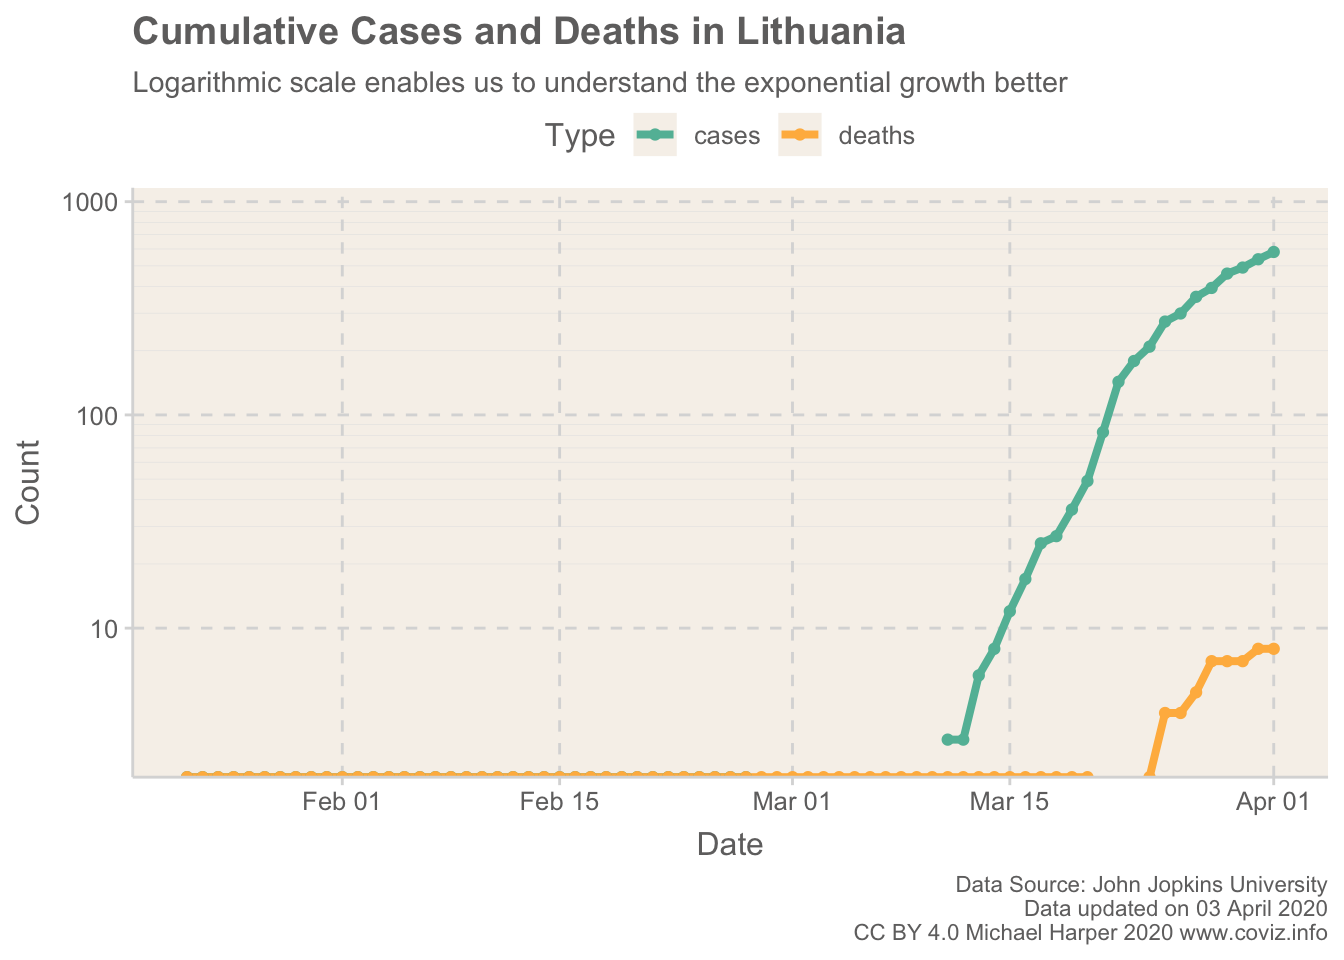 Cumulative Cases and Deaths in Lithuania
Logarithmic scale enables us to understand the exponential growth better
Type cases deaths
1000
100
10
Count
Feb 01 Feb 15 Mar 01 Mar 15 Apr 01
Date
Data Source: John Jopkins University
Data updated on 03 April 2020
CC BY 4.0 Michael Harper 2020 www.coviz.info